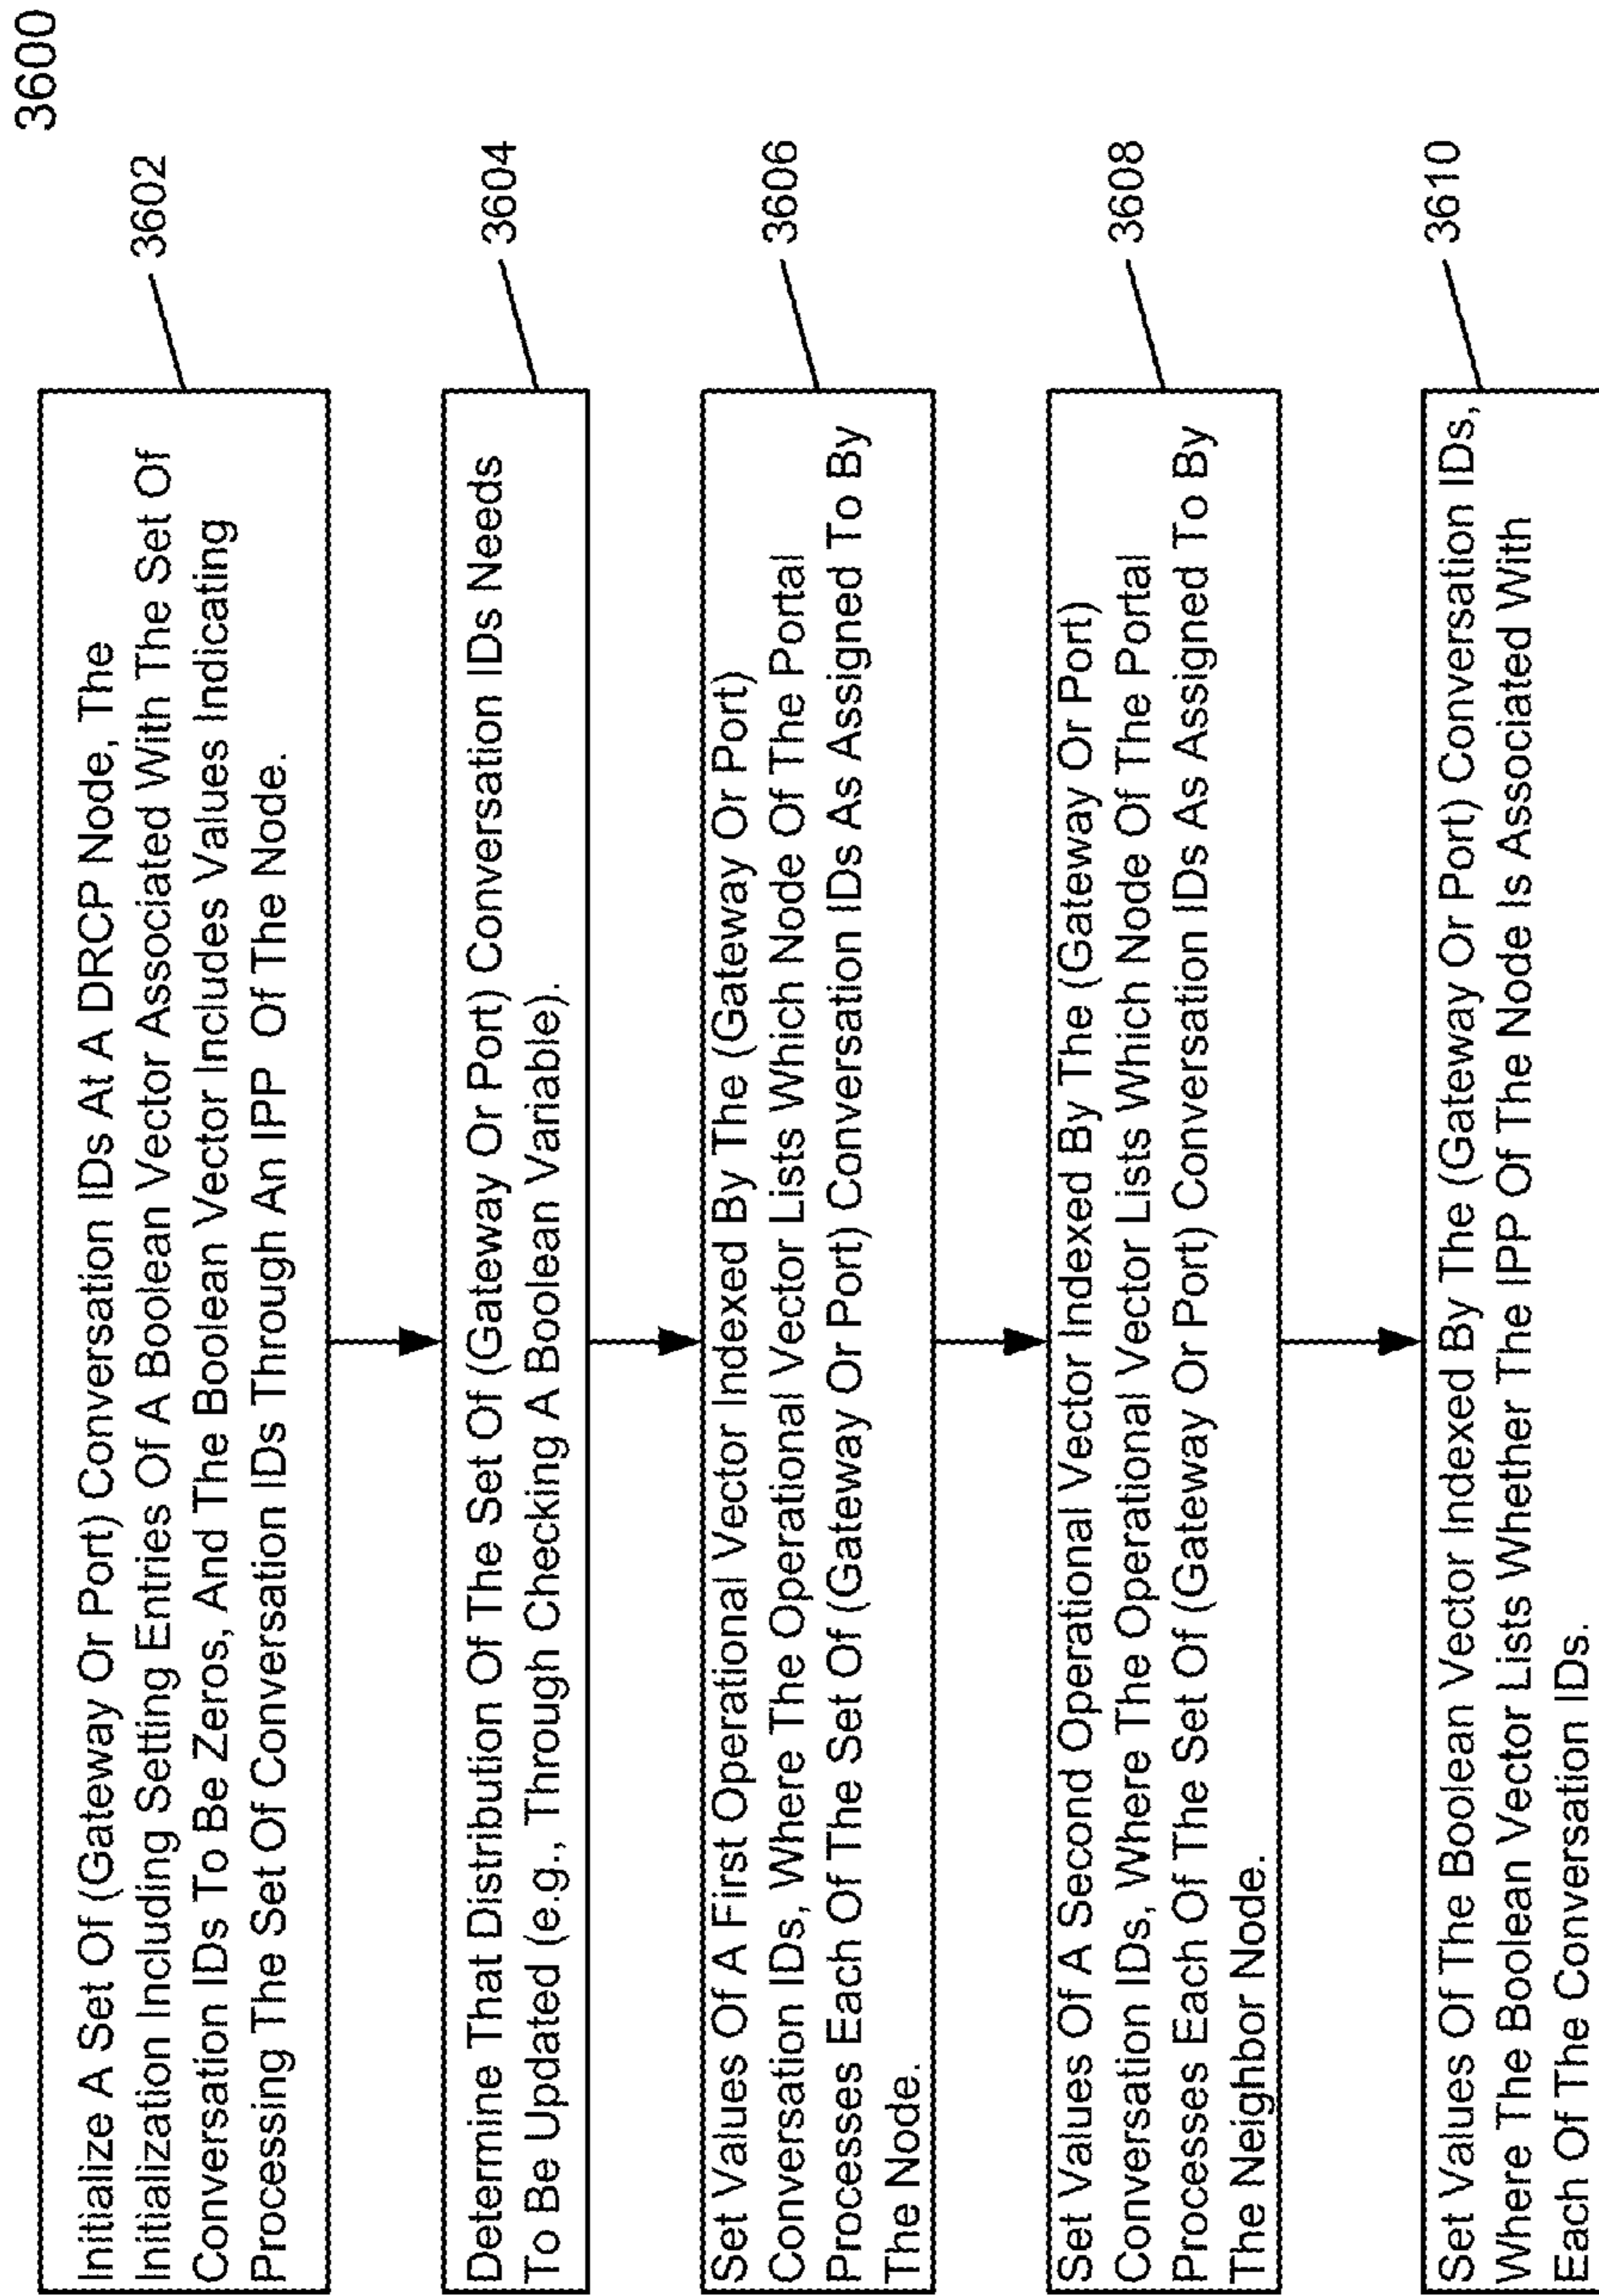 3600
Initialize A Set Of (Gateway Or Port) Conversation IDs At A DRCP Node, The
Initialization Including Setting Entries Of A Boolean Vector Associated With The Set Of
Conversation IDs To Be Zeros, And The Boolean Vector Includes Values Indicating
Processing The Set Of Conversation IDs Through An IPP Of The Node.
3602
Determine That Distribution Of The Set Of (Gateway Or Port) Conversation IDs Needs
To Be Updated (e.g., Through Checking A Boolean Variable).
3604
Set Values Of A First Operational Vector Indexed By The (Gateway Or Port)
Conversation IDs, Where The Operational Vector Lists Which Node Of The Portal
Processes Each Of The Set Of (Gateway Or Port) Conversation IDs As Assigned To By
The Node.
3606
Set Values Of A Second Operational Vector Indexed By The (Gateway Or Port)
Conversation IDs, Where The Operational Vector Lists Which Node Of The Portal
Processes Each Of The Set Of (Gateway Or Port) Conversation IDs As Assigned To By
The Neighbor Node.
3608
Set Values Of The Boolean Vector Indexed By The (Gateway Or Port) Conversation IDs,
Where The Boolean Vector Lists Whether The IPP Of The Node Is Associated With
Each Of The Conversation IDs.
3610